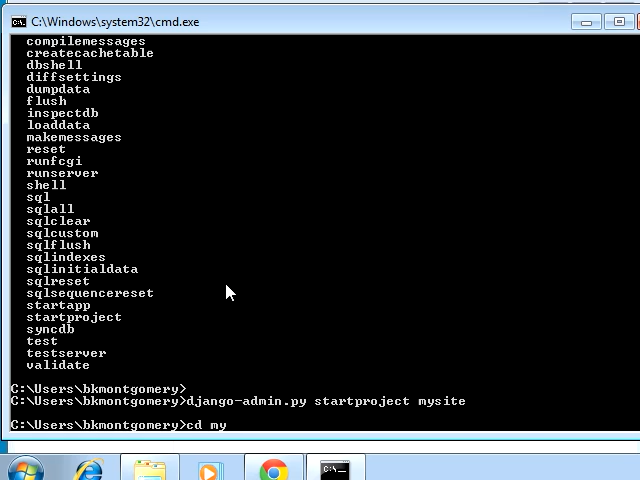 C:\Windows\system32\cmd.exe
compilemessages
createcachetable
dbshell
diffsettings
dumpdata
flush
inspectdb
loaddata
makemessages
reset
runfcgi
runserver
shell
sql
sqlall
sqlclear
sqlcustom
sqlflush
sqlindexes
sqlinitialdata
sqlreset
sqlsequencereset
startapp
startproject
syncdb
test
testserver
validate
C:\Users\bkmontgomery>
C:\Users\bkmontgomery>django-admin.py startproject mysite
C:\Users\bkmontgomery>cd my